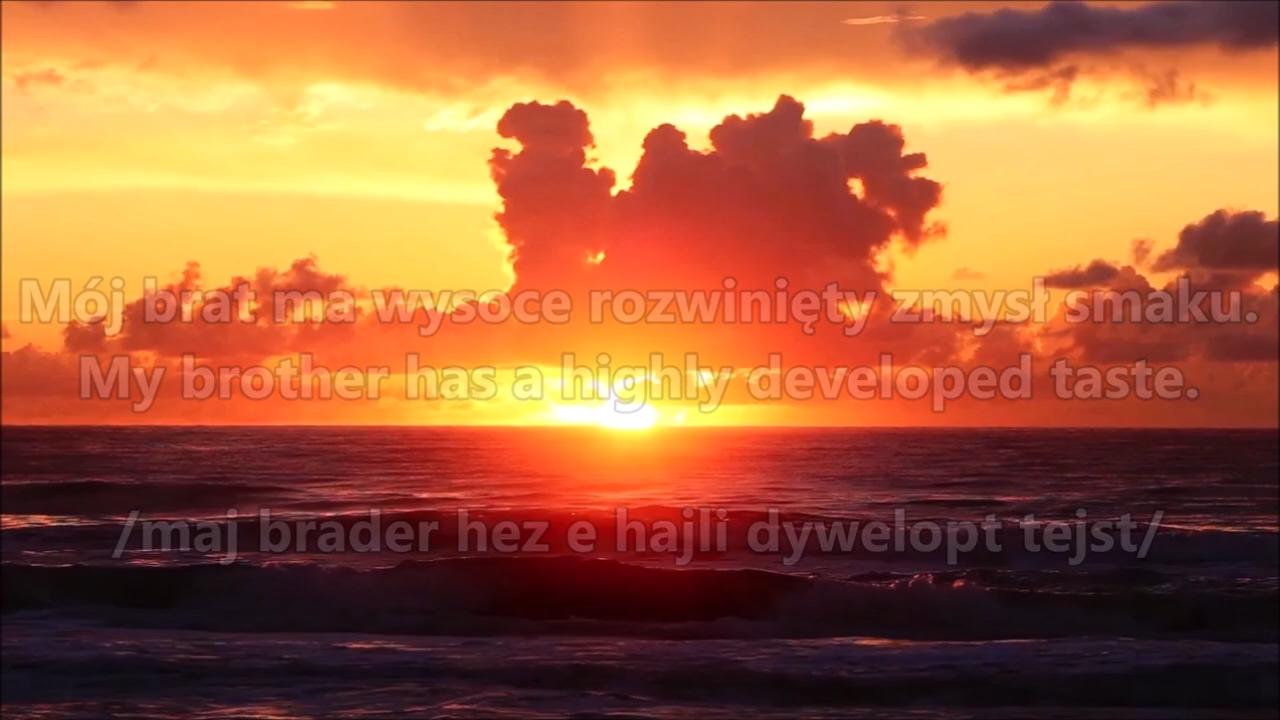 Mój brat ma wysoce rozwinięty zmysł smaku.
My brother has a highly developed taste.
/maj brader hez e hajli dywelopt tejst/